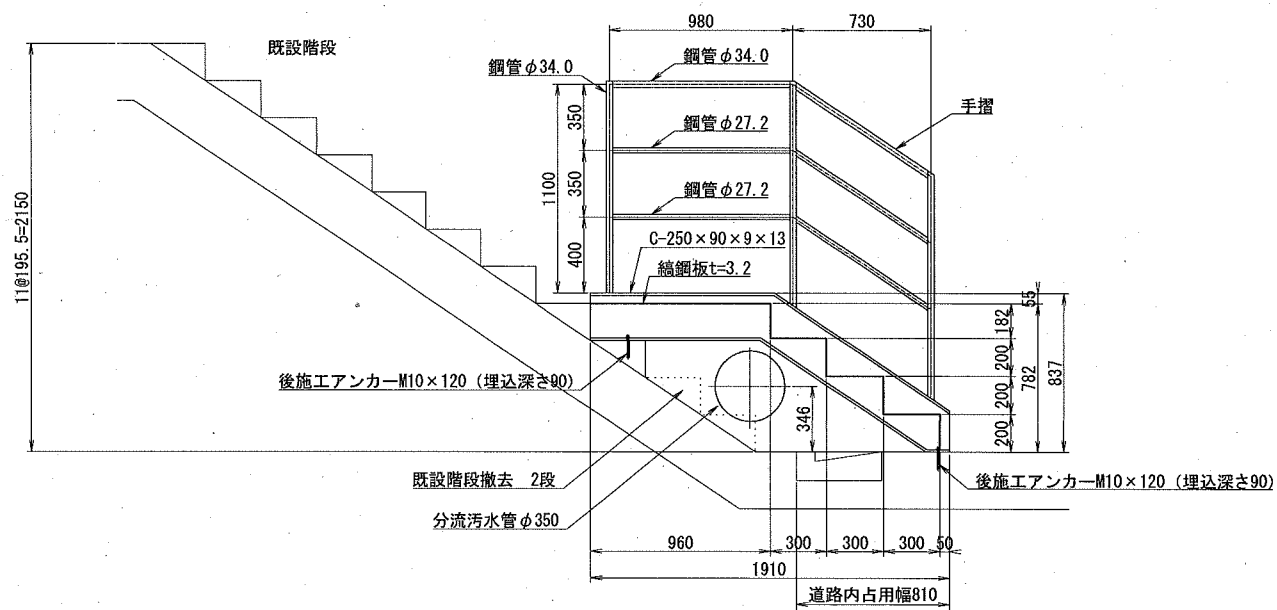 980
730
既設階段
鋼管φ34.0
鋼管φ34.0
手摺
350
鋼管φ27.2
1100
350
鋼管φ27.2
11@195.5=2150
C-250×90×9×13
400
縞鋼板t=3.2
55
182
200
782
837
後施工アンカーM10×120（埋込深さ90）
200
346
200
既設階段撤去　2段
後施工アンカーM10×120（埋込深さ90）
分流汚水管φ350
960
300
300
300
50
1910
道路内占用幅810